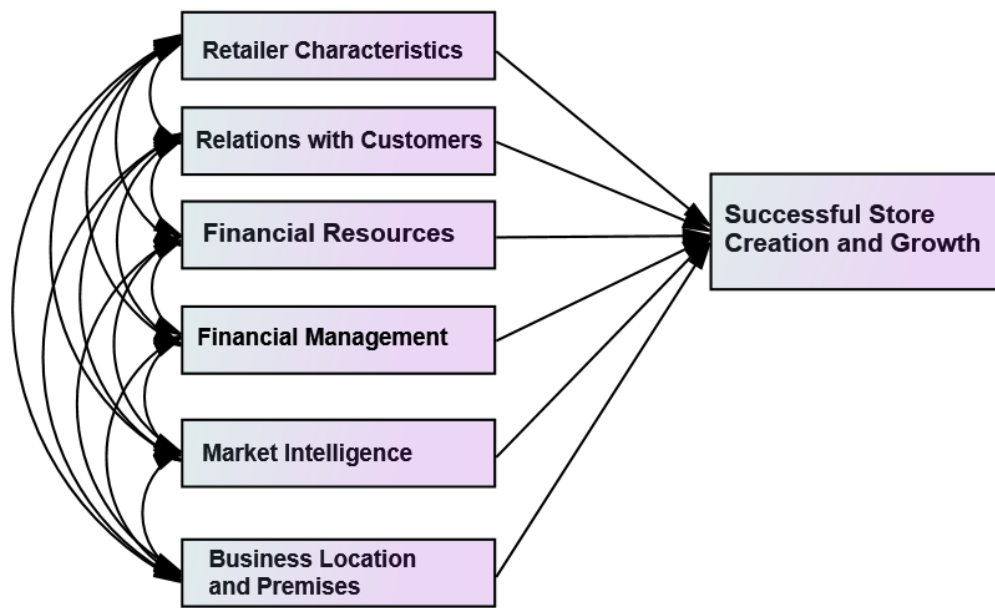 Retailer Characteristics
Relations with Customers
Financial Resources
Financial Management
Market Intelligence
Business Location
and Premises
Successful Store
Creation and Growth